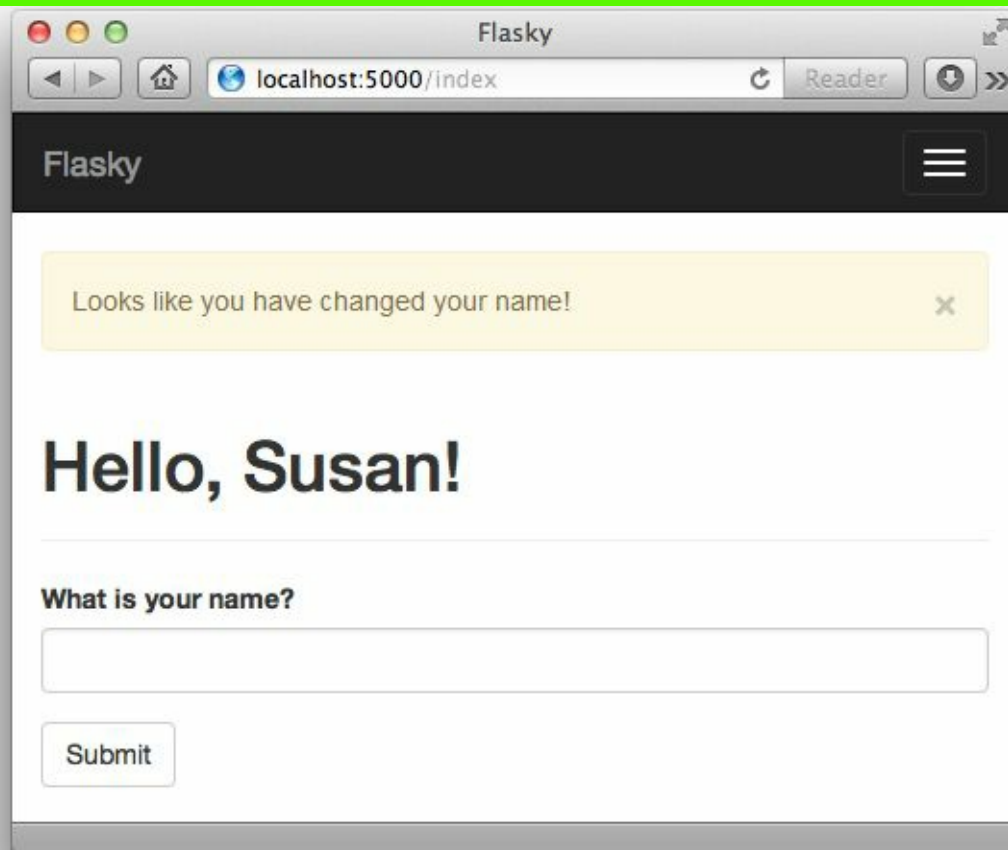 Flasky
localhost:5000/index
Reader
Flasky
Looks like you have changed your name!
×
Hello, Susan!
What is your name?
Submit